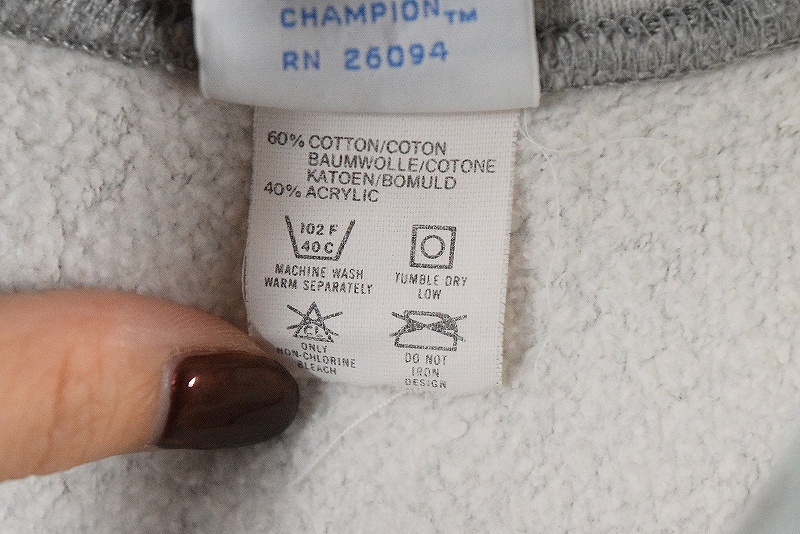 CHAMPION™
RN 26094
60% COTTON/COTON
BAUMWOLLE/COTONE
KATOEN/BOMULD
40% ACRYLIC
102 F
40 C
MACHINE WASH
WARM SEPARATELY
TUMBLE DRY
LOW
CL
ONLY
NON-CHLORINE
BLEACH
DO NOT
IRON
DESIGN